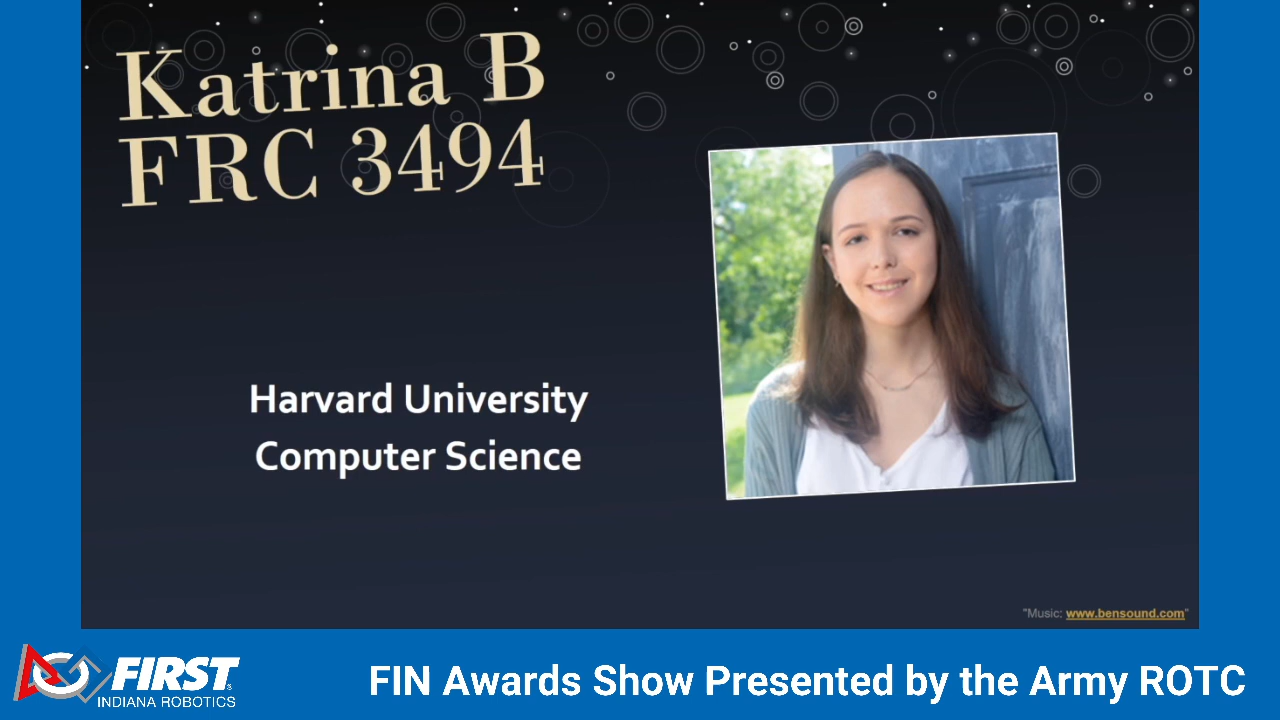 Katrina B
FRC 3494
Harvard University
Computer Science
"Music: www.bensound.com"
FIRST
INDIANA ROBOTICS
FIN Awards Show Presented by the Army ROTC